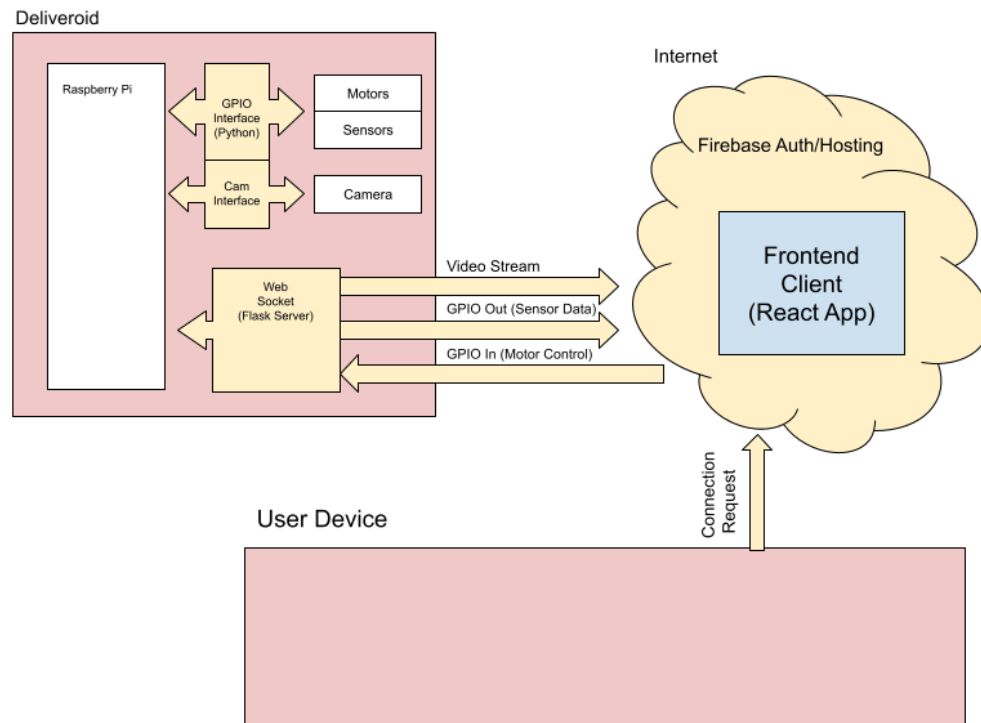 Deliveroid
Raspberry Pi
GPIO
Interface
(Python)
Motors
Sensors
Cam
Interface
Camera
Web
Socket
(Flask Server)
Video Stream
GPIO Out (Sensor Data)
GPIO In (Motor Control)
Internet
Firebase Auth/Hosting
Frontend
Client
(React App)
Connection
Request
User Device